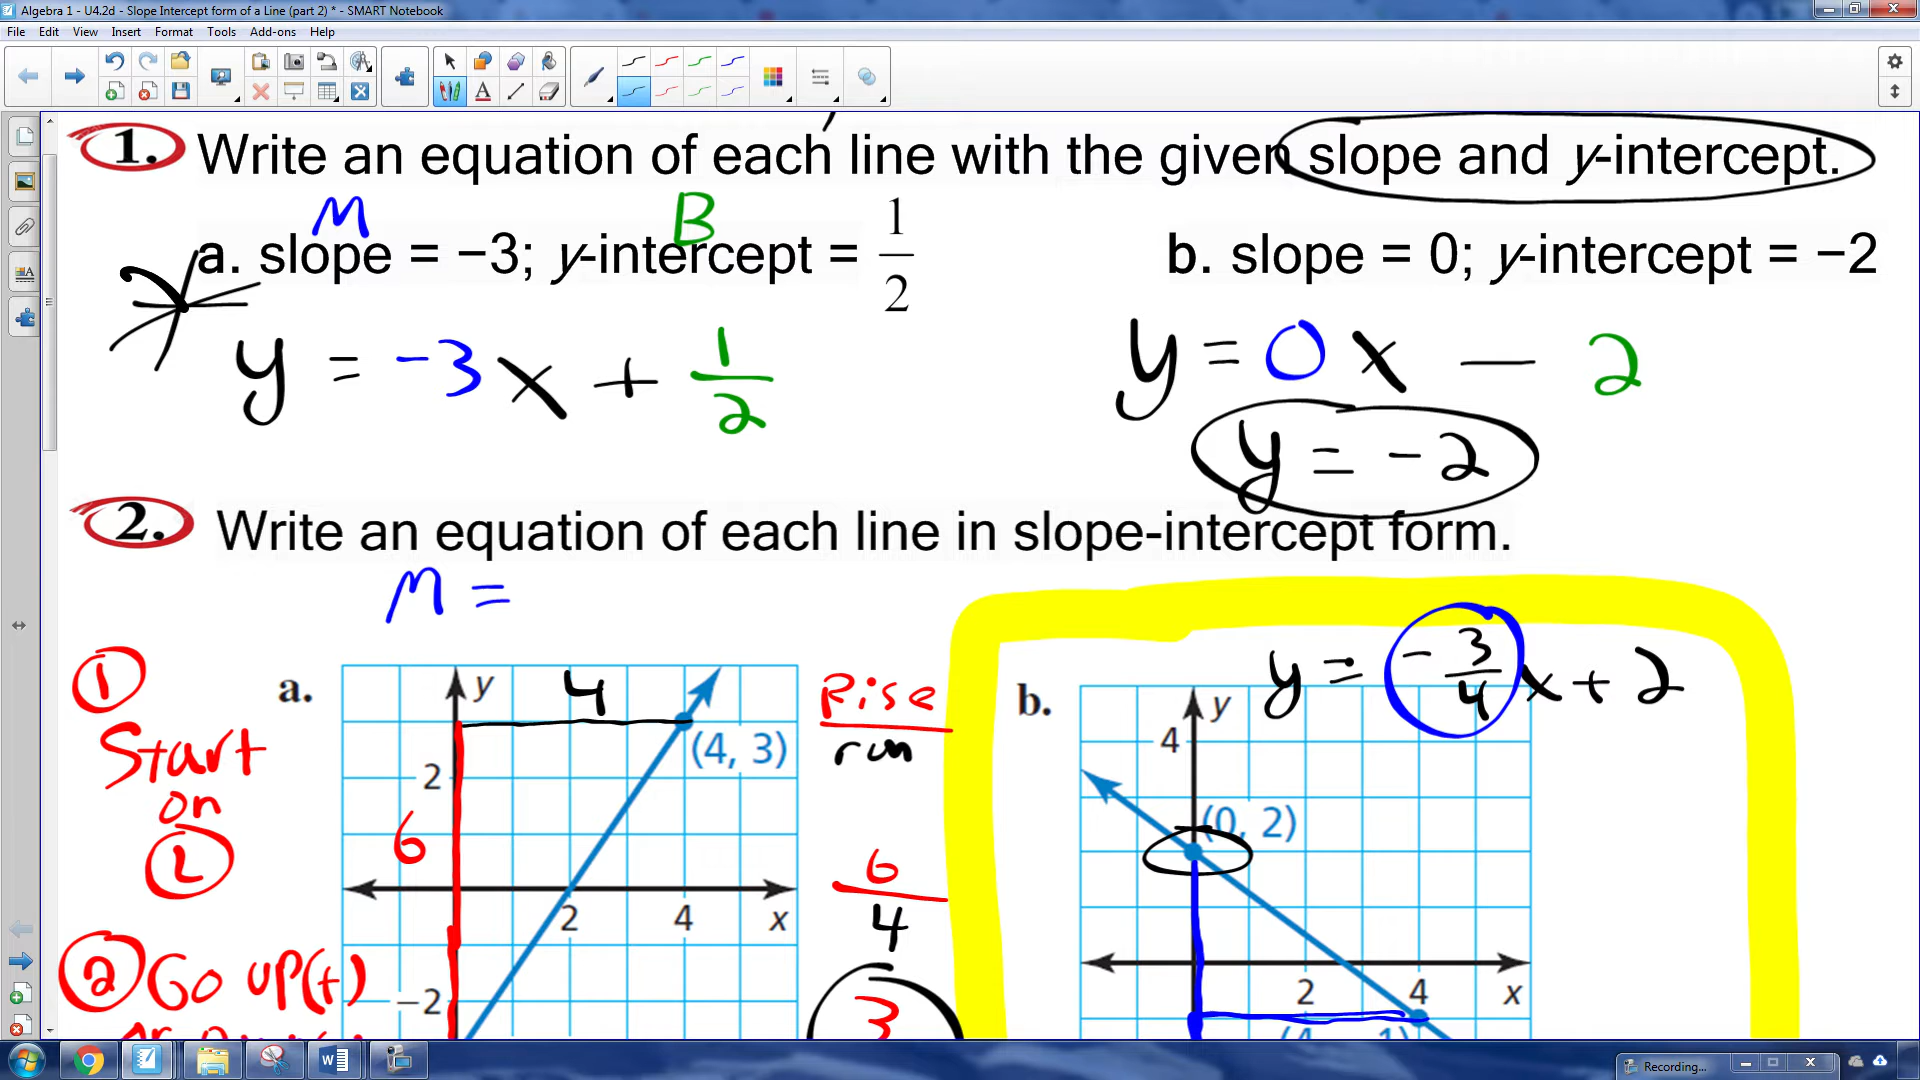 Algebra 1 - U4.2d - Slope Intercept form of a Line (part 2) * - SMART Notebook
File Edit View Insert Format Tools Add-ons Help
1. Write an equation of each line with the given slope and y-intercept.
M B
a. slope = −3; y-intercept = 1/2
b. slope = 0; y-intercept = −2
y = -3x + 1/2
y = 0x - 2
y = -2
2. Write an equation of each line in slope-intercept form.
M =
1
Start
on
L
2 Go up(+)
a.
y
4
(4, 3)
2
6
2 4 x
−2
Rise
run
6
4
3
b.
y = -3/4 x + 2
y
4
(0, 2)
2 4 x
Recording...